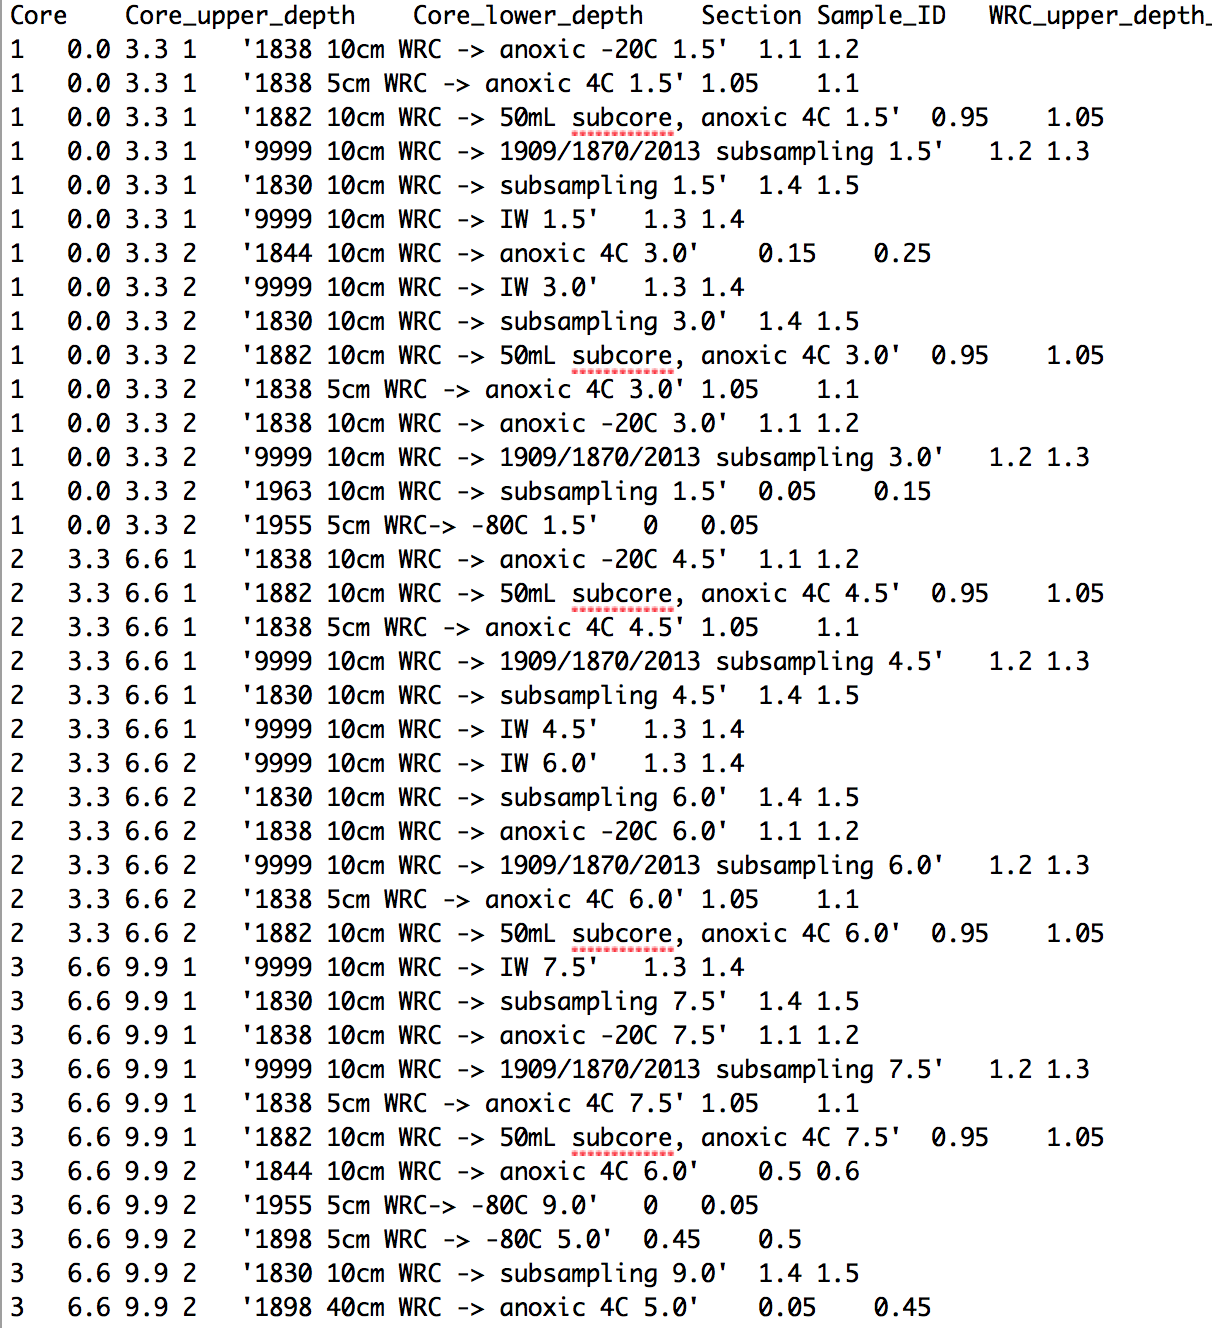 Core Core_upper_depth Core_lower_depth Section Sample_ID WRC_upper_depth_
1 0.0 3.3 1 '1838 10cm WRC -> anoxic -20C 1.5' 1.1 1.2
1 0.0 3.3 1 '1838 5cm WRC -> anoxic 4C 1.5' 1.05 1.1
1 0.0 3.3 1 '1882 10cm WRC -> 50mL subcore, anoxic 4C 1.5' 0.95 1.05
1 0.0 3.3 1 '9999 10cm WRC -> 1909/1870/2013 subsampling 1.5' 1.2 1.3
1 0.0 3.3 1 '1830 10cm WRC -> subsampling 1.5' 1.4 1.5
1 0.0 3.3 1 '9999 10cm WRC -> IW 1.5' 1.3 1.4
1 0.0 3.3 2 '1844 10cm WRC -> anoxic 4C 3.0' 0.15 0.25
1 0.0 3.3 2 '9999 10cm WRC -> IW 3.0' 1.3 1.4
1 0.0 3.3 2 '1830 10cm WRC -> subsampling 3.0' 1.4 1.5
1 0.0 3.3 2 '1882 10cm WRC -> 50mL subcore, anoxic 4C 3.0' 0.95 1.05
1 0.0 3.3 2 '1838 5cm WRC -> anoxic 4C 3.0' 1.05 1.1
1 0.0 3.3 2 '1838 10cm WRC -> anoxic -20C 3.0' 1.1 1.2
1 0.0 3.3 2 '9999 10cm WRC -> 1909/1870/2013 subsampling 3.0' 1.2 1.3
1 0.0 3.3 2 '1963 10cm WRC -> subsampling 1.5' 0.05 0.15
1 0.0 3.3 2 '1955 5cm WRC-> -80C 1.5' 0 0.05
2 3.3 6.6 1 '1838 10cm WRC -> anoxic -20C 4.5' 1.1 1.2
2 3.3 6.6 1 '1882 10cm WRC -> 50mL subcore, anoxic 4C 4.5' 0.95 1.05
2 3.3 6.6 1 '1838 5cm WRC -> anoxic 4C 4.5' 1.05 1.1
2 3.3 6.6 1 '9999 10cm WRC -> 1909/1870/2013 subsampling 4.5' 1.2 1.3
2 3.3 6.6 1 '1830 10cm WRC -> subsampling 4.5' 1.4 1.5
2 3.3 6.6 1 '9999 10cm WRC -> IW 4.5' 1.3 1.4
2 3.3 6.6 2 '9999 10cm WRC -> IW 6.0' 1.3 1.4
2 3.3 6.6 2 '1830 10cm WRC -> subsampling 6.0' 1.4 1.5
2 3.3 6.6 2 '1838 10cm WRC -> anoxic -20C 6.0' 1.1 1.2
2 3.3 6.6 2 '9999 10cm WRC -> 1909/1870/2013 subsampling 6.0' 1.2 1.3
2 3.3 6.6 2 '1838 5cm WRC -> anoxic 4C 6.0' 1.05 1.1
2 3.3 6.6 2 '1882 10cm WRC -> 50mL subcore, anoxic 4C 6.0' 0.95 1.05
3 6.6 9.9 1 '9999 10cm WRC -> IW 7.5' 1.3 1.4
3 6.6 9.9 1 '1830 10cm WRC -> subsampling 7.5' 1.4 1.5
3 6.6 9.9 1 '1838 10cm WRC -> anoxic -20C 7.5' 1.1 1.2
3 6.6 9.9 1 '9999 10cm WRC -> 1909/1870/2013 subsampling 7.5' 1.2 1.3
3 6.6 9.9 1 '1838 5cm WRC -> anoxic 4C 7.5' 1.05 1.1
3 6.6 9.9 1 '1882 10cm WRC -> 50mL subcore, anoxic 4C 7.5' 0.95 1.05
3 6.6 9.9 2 '1844 10cm WRC -> anoxic 4C 6.0' 0.5 0.6
3 6.6 9.9 2 '1955 5cm WRC-> -80C 9.0' 0 0.05
3 6.6 9.9 2 '1898 5cm WRC -> -80C 5.0' 0.45 0.5
3 6.6 9.9 2 '1830 10cm WRC -> subsampling 9.0' 1.4 1.5
3 6.6 9.9 2 '1898 40cm WRC -> anoxic 4C 5.0' 0.05 0.45